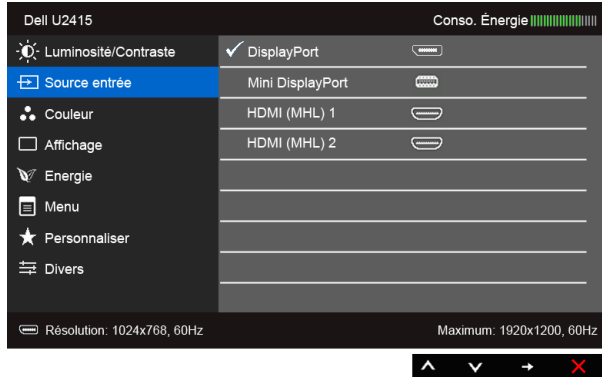 Dell U2415
Conso. Énergie
Luminosité/Contraste
DisplayPort
Source entrée
Mini DisplayPort
Couleur
HDMI (MHL) 1
Affichage
HDMI (MHL) 2
Energie
Menu
Personnaliser
Divers
Résolution: 1024x768, 60Hz
Maximum: 1920x1200, 60Hz